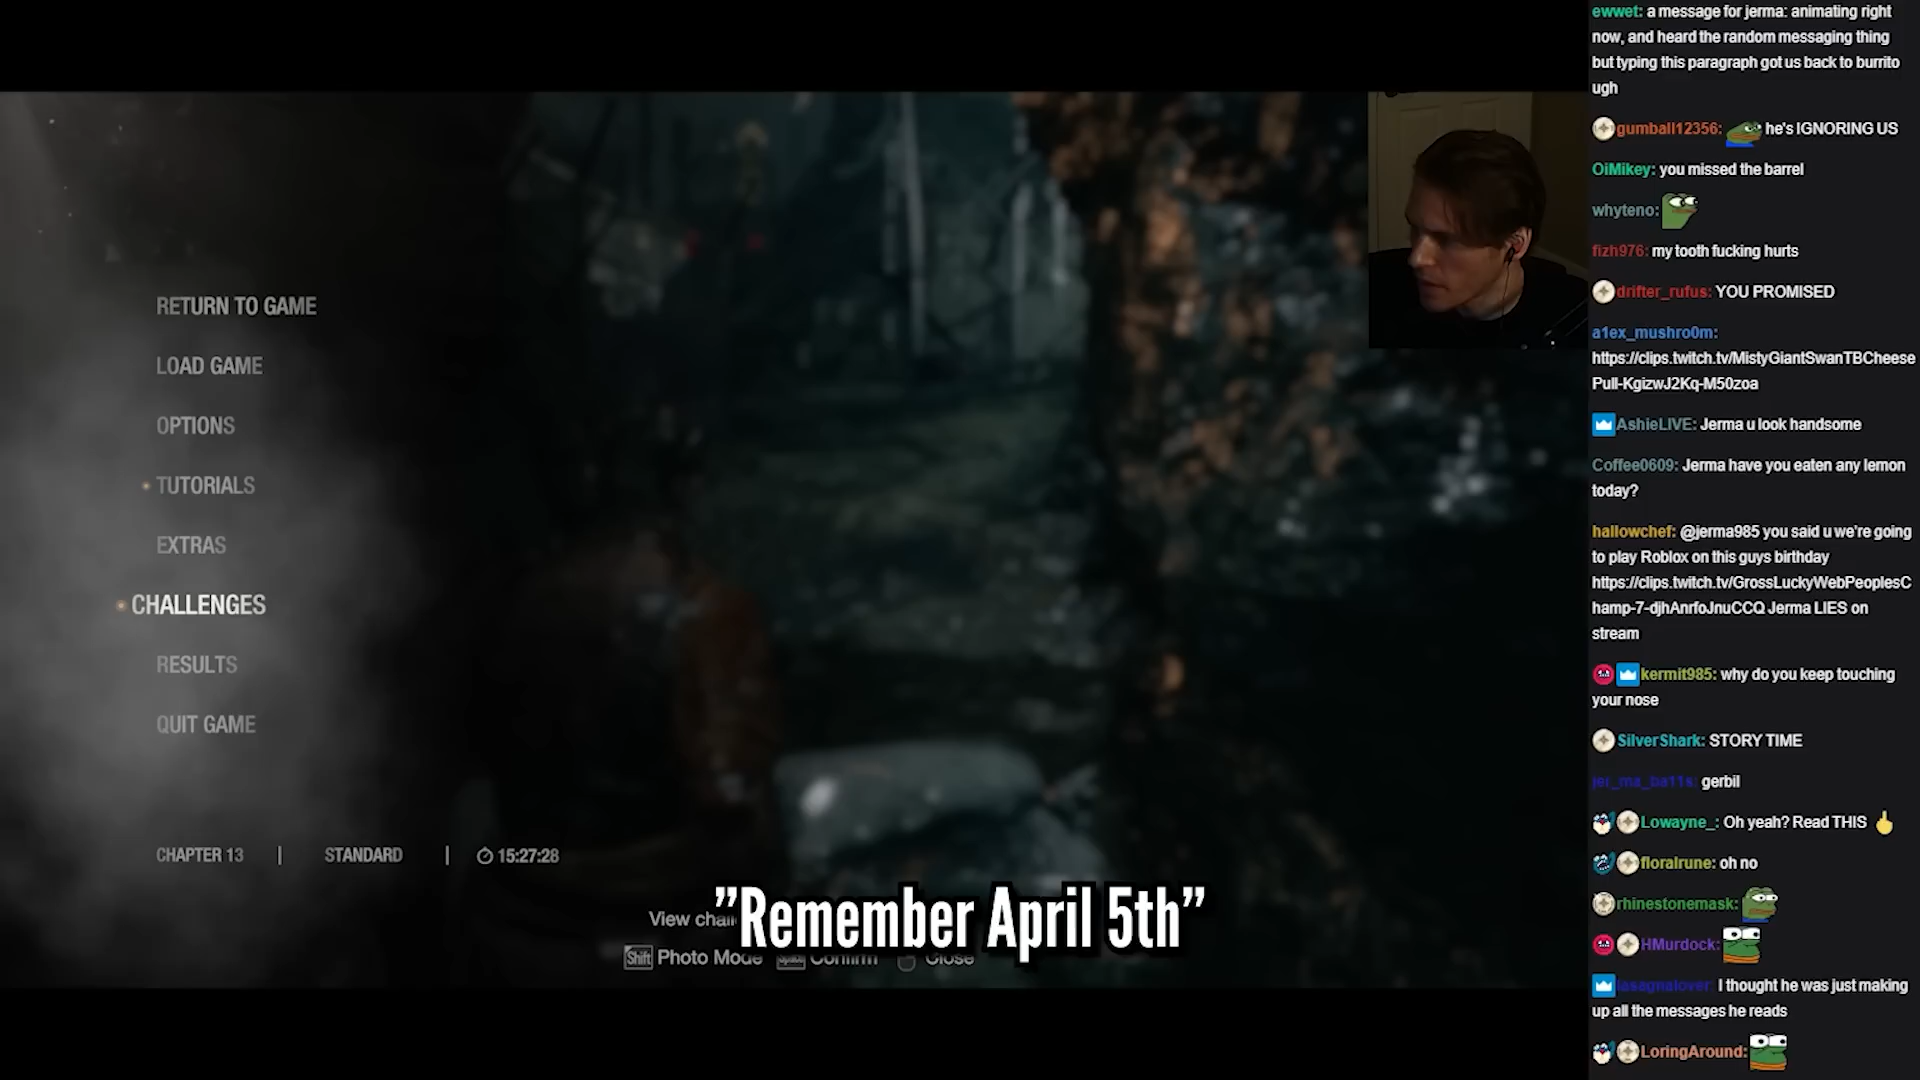 RETURN TO GAME
LOAD GAME
OPTIONS
TUTORIALS
EXTRAS
CHALLENGES
RESULTS
QUIT GAME
CHAPTER 13 | STANDARD | 15:27:28
View
"Remember April 5th"
Shift Photo Mode Space Confirm Close
ewwet: a message for jerma: animating right
now, and heard the random messaging thing
but typing this paragraph got us back to burrito
ugh
gumball12356: he's IGNORING US
OiMikey: you missed the barrel
whyteno:
fizh976: my tooth fucking hurts
drifter_rufus: YOU PROMISED
a1ex_mushro0m:
https://clips.twitch.tv/MistyGiantSwanTBCheese
Pull-KgizwJ2Kq-M50zoa
AshieLIVE: Jerma u look handsome
Coffee0609: Jerma have you eaten any lemon
today?
hallowchef: @jerma985 you said u we're going
to play Roblox on this guys birthday
https://clips.twitch.tv/GrossLuckyWebPeoplesC
hamp-7-djhAnrfoJnuCCQ Jerma LIES on
stream
kermit985: why do you keep touching
your nose
SilverShark: STORY TIME
jer_ma_ba11s: gerbil
Lowayne_: Oh yeah? Read THIS
floralrune: oh no
rhinestonemask:
HMurdock:
lasagnalover: I thought he was just making
up all the messages he reads
LoringAround: